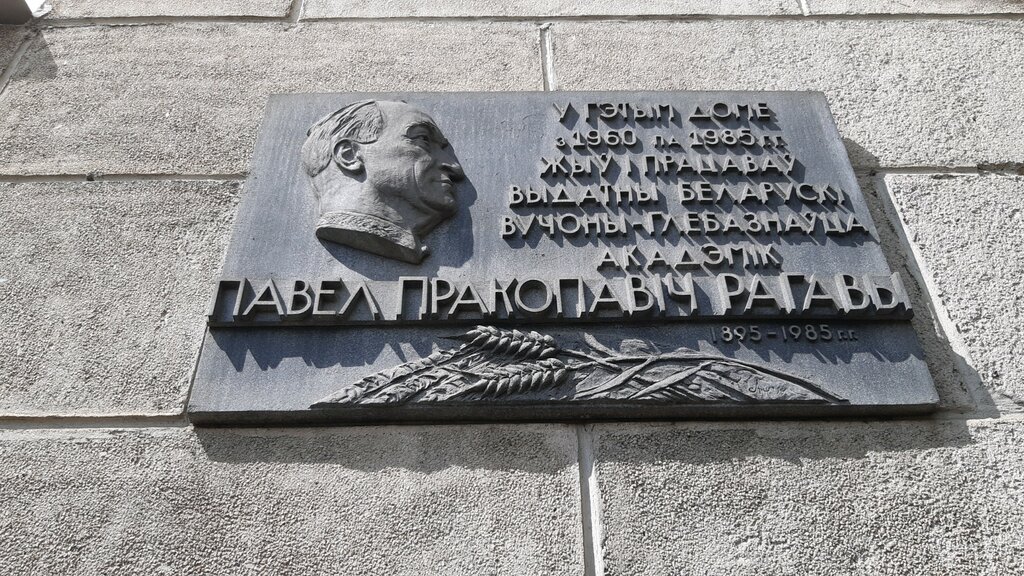 У ГЭТЫМ ДОМЕ
з 1960 па 1985 г.г.
ЖЫЎ І ПРАЦАВАЎ
ВЫДАТНЫ БЕЛАРУСКІ
ВУЧОНЫ-ГЛЕБАЗНАЎЦА
АКАДЭМІК
ПАВЕЛ ПРАКОПАВІЧ РАГАВЫ
1895-1985 г.г.